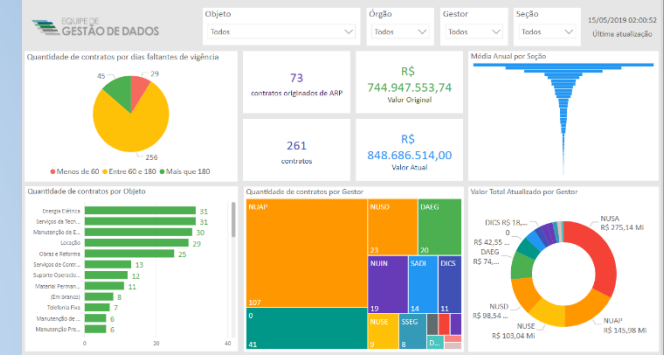 EQUIPE DE
GESTÃO DE DADOS
Objeto
Todos
Órgão
Todos
Gestor
Todos
Seção
Todos
15/05/2019 02:00:52
Última atualização
Quantidade de contratos por dias faltantes de vigência
45
29
256
Menos de 60
Entre 60 e 180
Mais que 180
73
contratos originados de ARP
R$
744.947.553,74
Valor Original
261
contratos
R$
848.686.514,00
Valor Atual
Média Anual por Seção
Quantidade de contratos por Objeto
Energia Elétrica 31
Serviços de Tecn... 31
Manutenção de E... 30
Locação 29
Obras e Reforma 25
Serviços de Contr... 13
Suporte Operacio... 12
Material Perman... 11
(Em branco) 8
Telefonia Fixa 7
Manutenção de ... 6
Manutenção Pre... 6
0 20 40
Quantidade de contratos por Gestor
NUAP
107
0
41
NUSD
23
DAEG
20
NUIN
19
SADI
14
DICS
11
NUSE
9
SSEG
8
D...
Valor Total Atualizado por Gestor
NUSA
R$ 275,14 Mi
NUAP
R$ 145,98 Mi
NUSE
R$ 103,04 Mi
NUSD
R$ 98,54 ...
DAEG
R$ 74,...
0
R$ 42,55 ...
DICS R$ 18,...